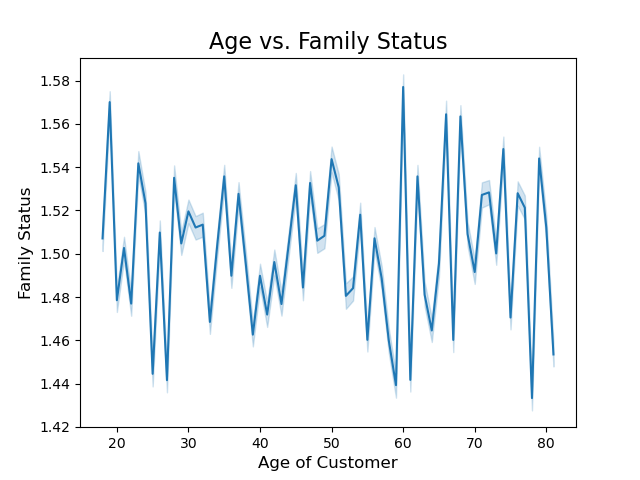 Age vs. Family Status
1.58
1.56
1.54
1.52
1.50
1.48
1.46
1.44
1.42
Family Status
20 30 40 50 60 70 80
Age of Customer